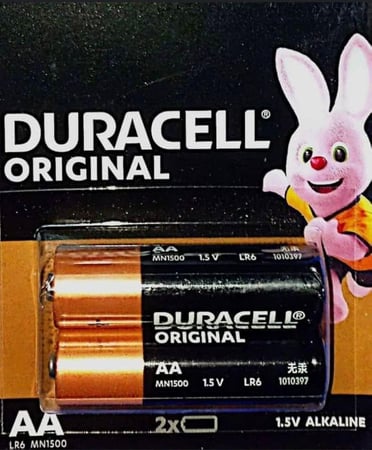 DURACELL®
ORIGINAL
AA
MN1500 1.5 V LR6
无汞
1010397
DURACELL®
ORIGINAL
AA
MN1500 1.5 V LR6
无汞
1010397
AA
LR6 MN1500
2x
1.5V ALKALINE